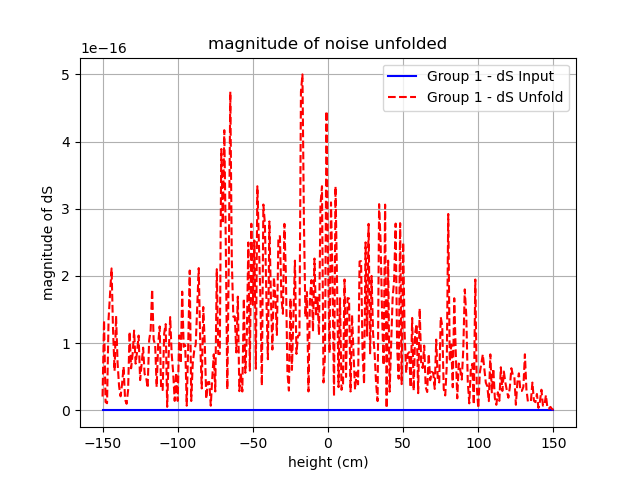 magnitude of noise unfolded
1e−16
Group 1 - dS Input
Group 1 - dS Unfold
5
4
3
2
1
0
magnitude of dS
−150 −100 −50 0 50 100 150
height (cm)